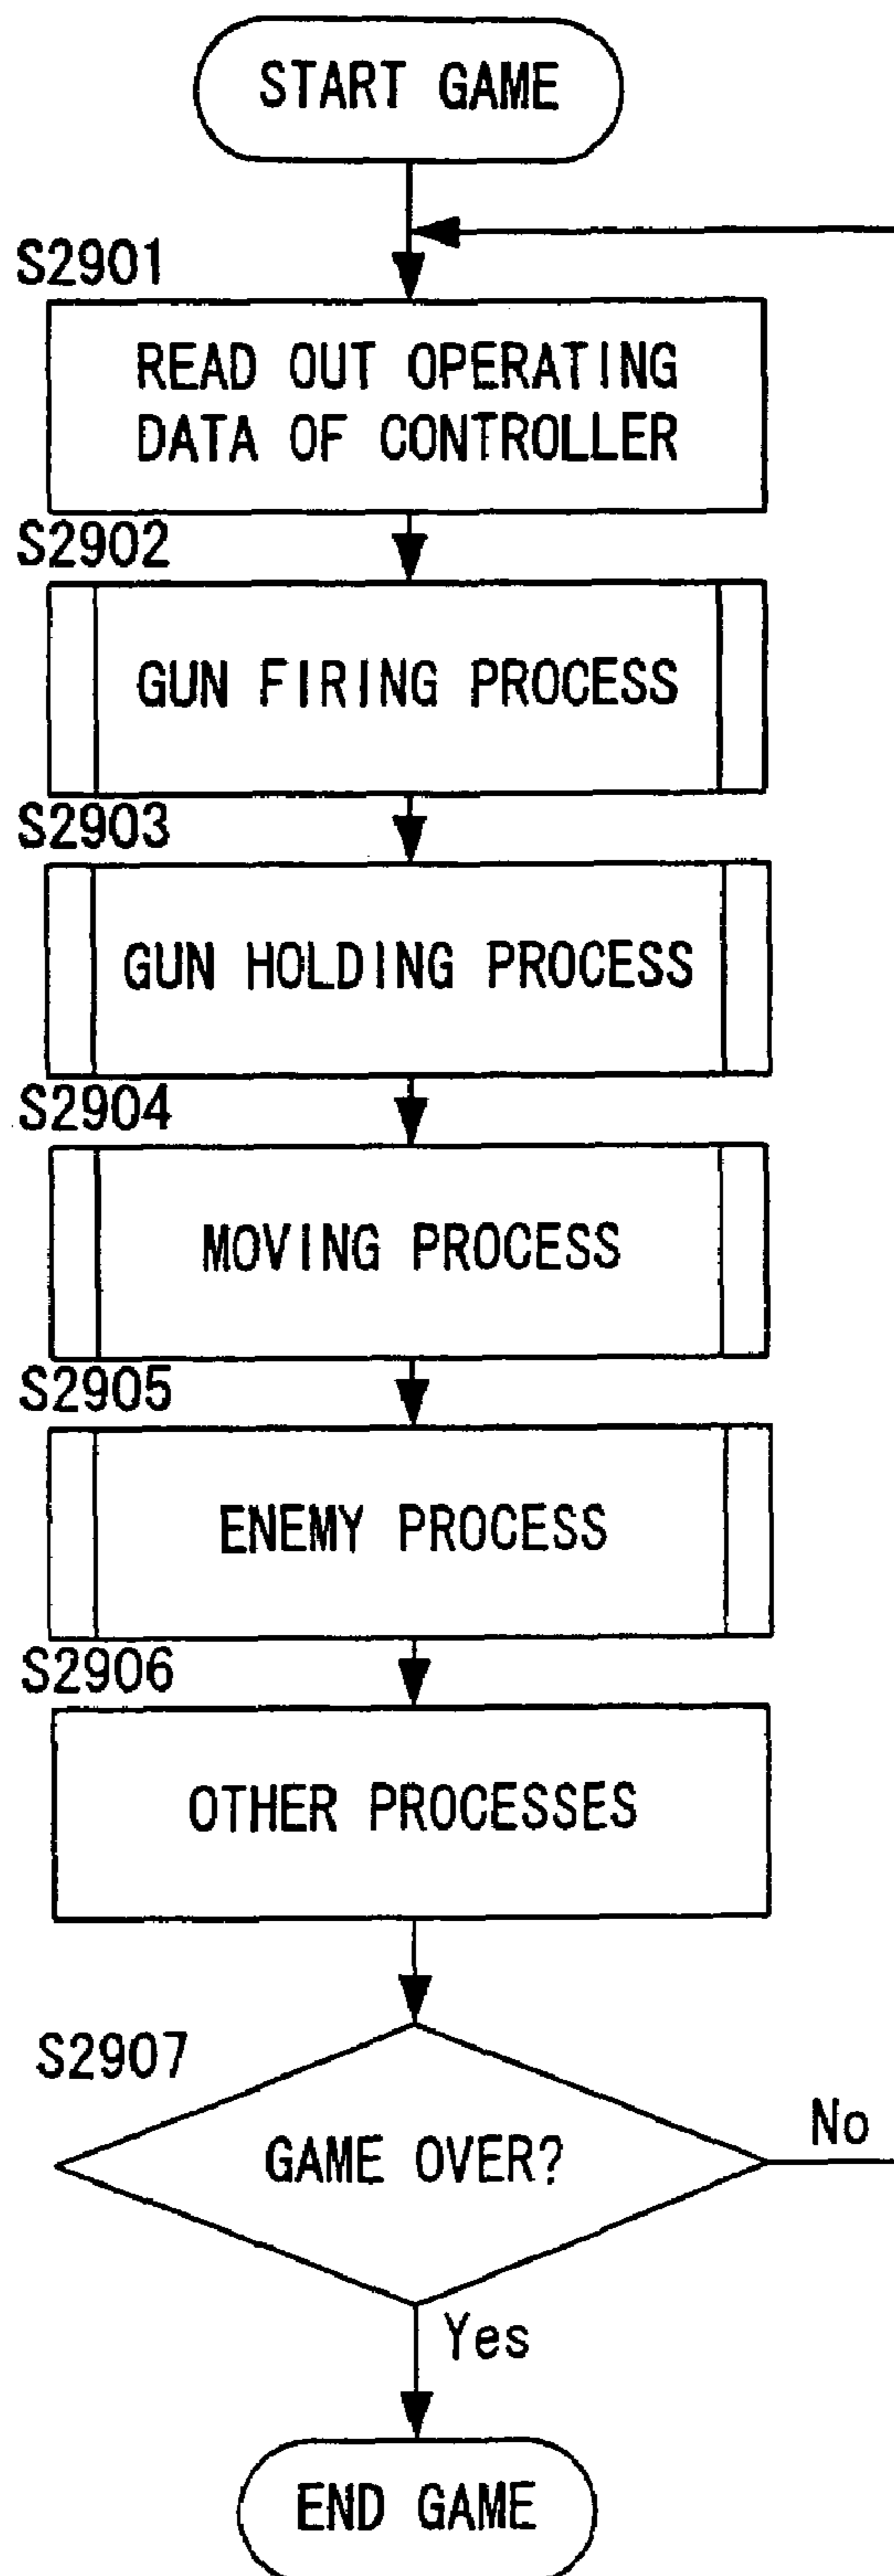 START GAME
S2901
READ OUT OPERATING
DATA OF CONTROLLER
S2902
GUN FIRING PROCESS
S2903
GUN HOLDING PROCESS
S2904
MOVING PROCESS
S2905
ENEMY PROCESS
S2906
OTHER PROCESSES
S2907
GAME OVER?
No
Yes
END GAME